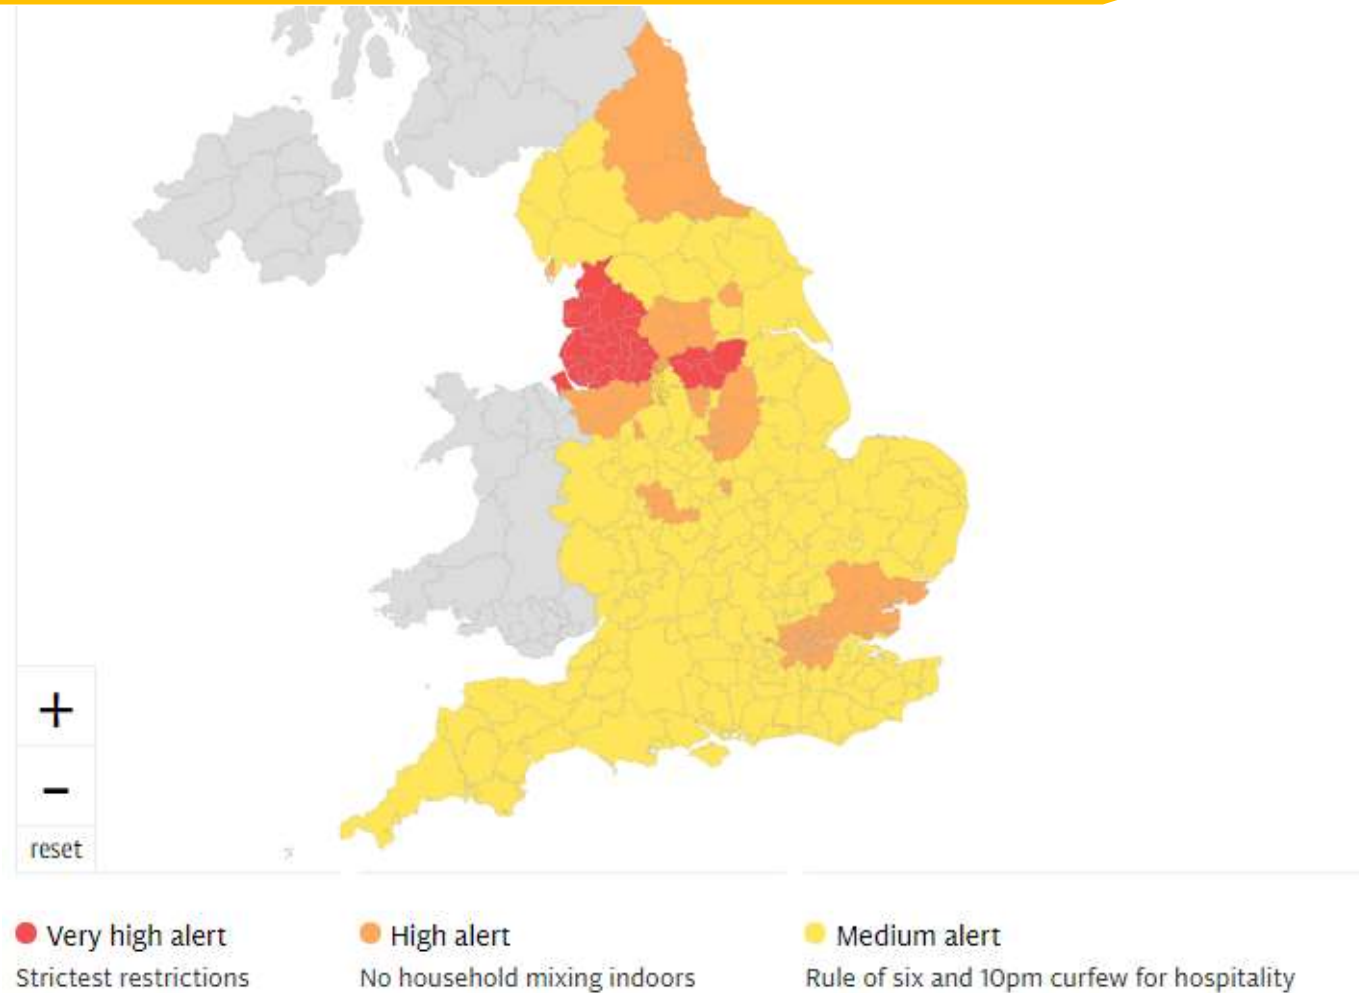 +
-
reset
Very high alert
Strictest restrictions
High alert
No household mixing indoors
Medium alert
Rule of six and 10pm curfew for hospitality